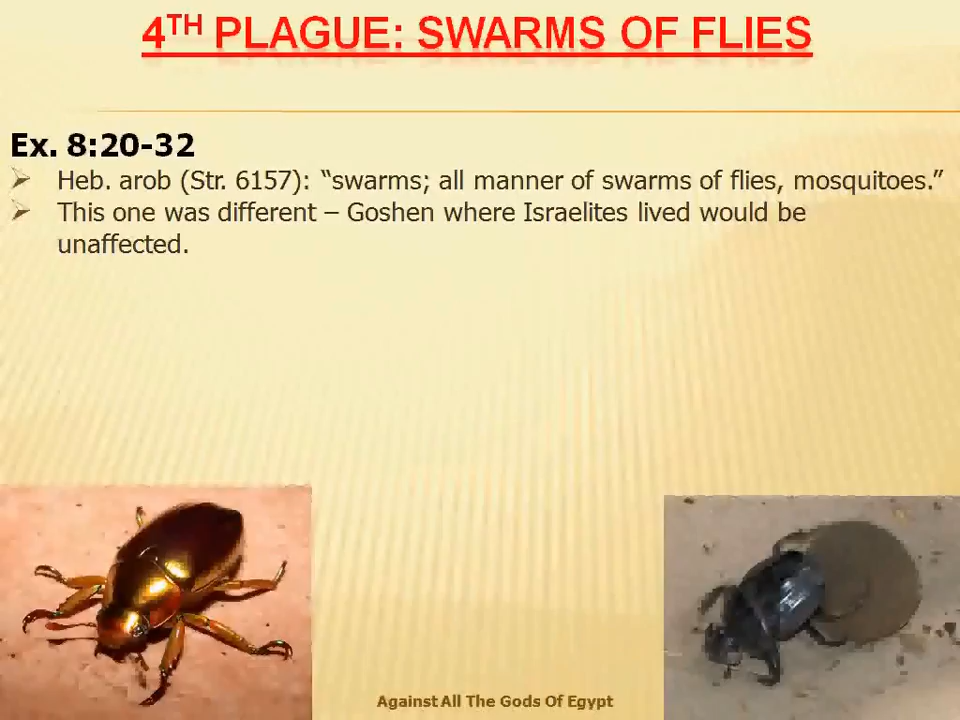 4TH PLAGUE: SWARMS OF FLIES
Ex. 8:20-32
Heb. arob (Str. 6157): “swarms; all manner of swarms of flies, mosquitoes.”
This one was different – Goshen where Israelites lived would be
unaffected.
Against All The Gods Of Egypt